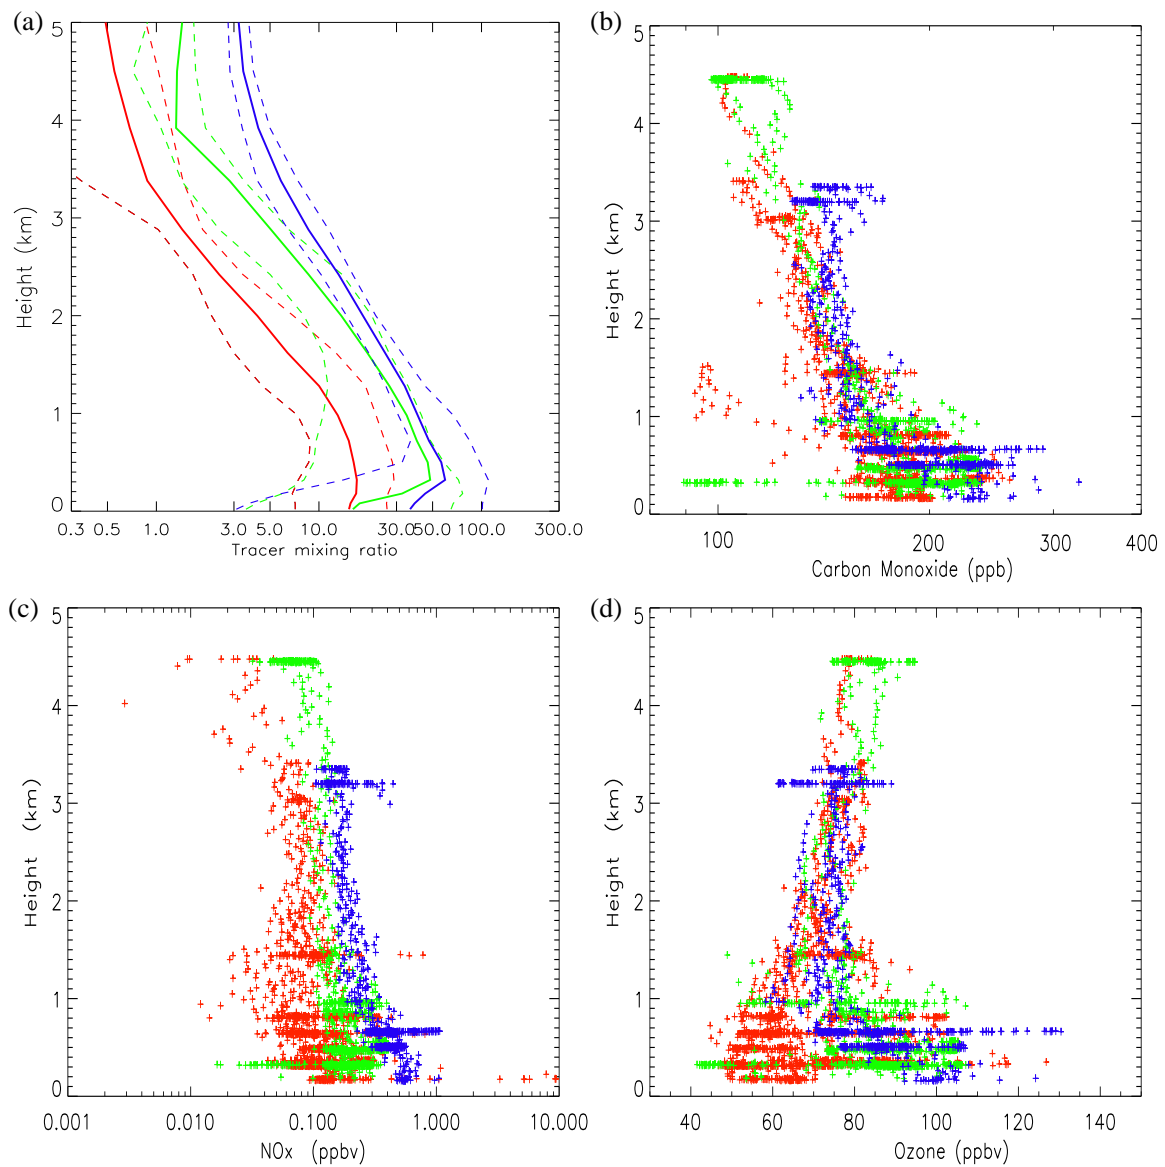 (a)
5
4
3
2
1
0
Height (km)
0.3 0.5 1.0 3.0 5.0 10.0 30.0 50.0 100.0 300.0
Tracer mixing ratio
(b)
5
4
3
2
1
0
Height (km)
100 200 300 400
Carbon Monoxide (ppb)
(c)
5
4
3
2
1
0
Height (km)
0.001 0.010 0.100 1.000 10.000
NOx (ppbv)
(d)
5
4
3
2
1
0
Height (km)
40 60 80 100 120 140
Ozone (ppbv)